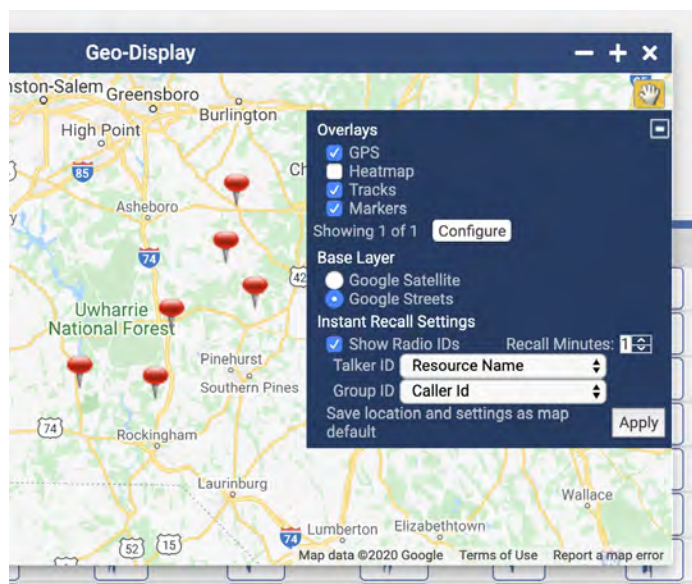 Geo-Display
ston-Salem
Greensboro
Burlington
High Point
85
Asheboro
74
42
Uwharrie
National Forest
Pinehurst
Southern Pines
74
Rockingham
Laurinburg
Wallace
Lumberton
Elizabethtown
74
52
15
Overlays
GPS
Heatmap
Tracks
Markers
Showing 1 of 1
Configure
Base Layer
Google Satellite
Google Streets
Instant Recall Settings
Show Radio IDs
Recall Minutes: 1
Talker ID Resource Name
Group ID Caller Id
Save location and settings as map
default
Apply
Map data ©2020 Google Terms of Use Report a map error